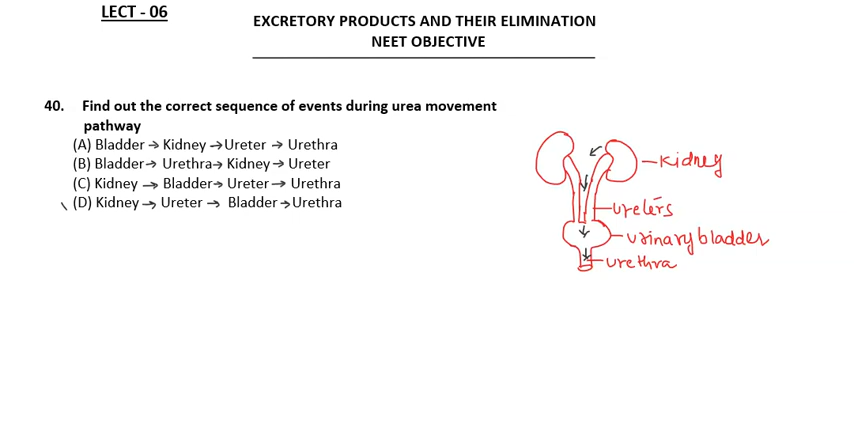 LECT - 06
EXCRETORY PRODUCTS AND THEIR ELIMINATION
NEET OBJECTIVE
40. Find out the correct sequence of events during urea movement
pathway
(A) Bladder → Kidney → Ureter → Urethra
(B) Bladder → Urethra → Kidney → Ureter
(C) Kidney → Bladder → Ureter → Urethra
(D) Kidney → Ureter → Bladder → Urethra
Kidney
ureters
urinary bladder
urethra